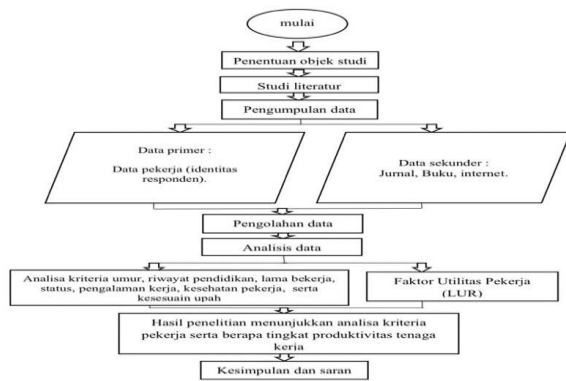 mulai
Penentuan objek studi
Studi literatur
Pengumpulan data
Data primer :
Data pekerja (identitas
responden).
Data sekunder :
Jurnal, Buku, internet.
Pengolahan data
Analisis data
Analisa kriteria umur, riwayat pendidikan, lama bekerja,
status, pengalaman kerja, kesehatan pekerja, serta
kesesuain upah
Faktor Utilitas Pekerja
(LUR)
Hasil penelitian menunjukkan analisa kriteria
pekerja serta berapa tingkat produktivitas tenaga
kerja
Kesimpulan dan saran